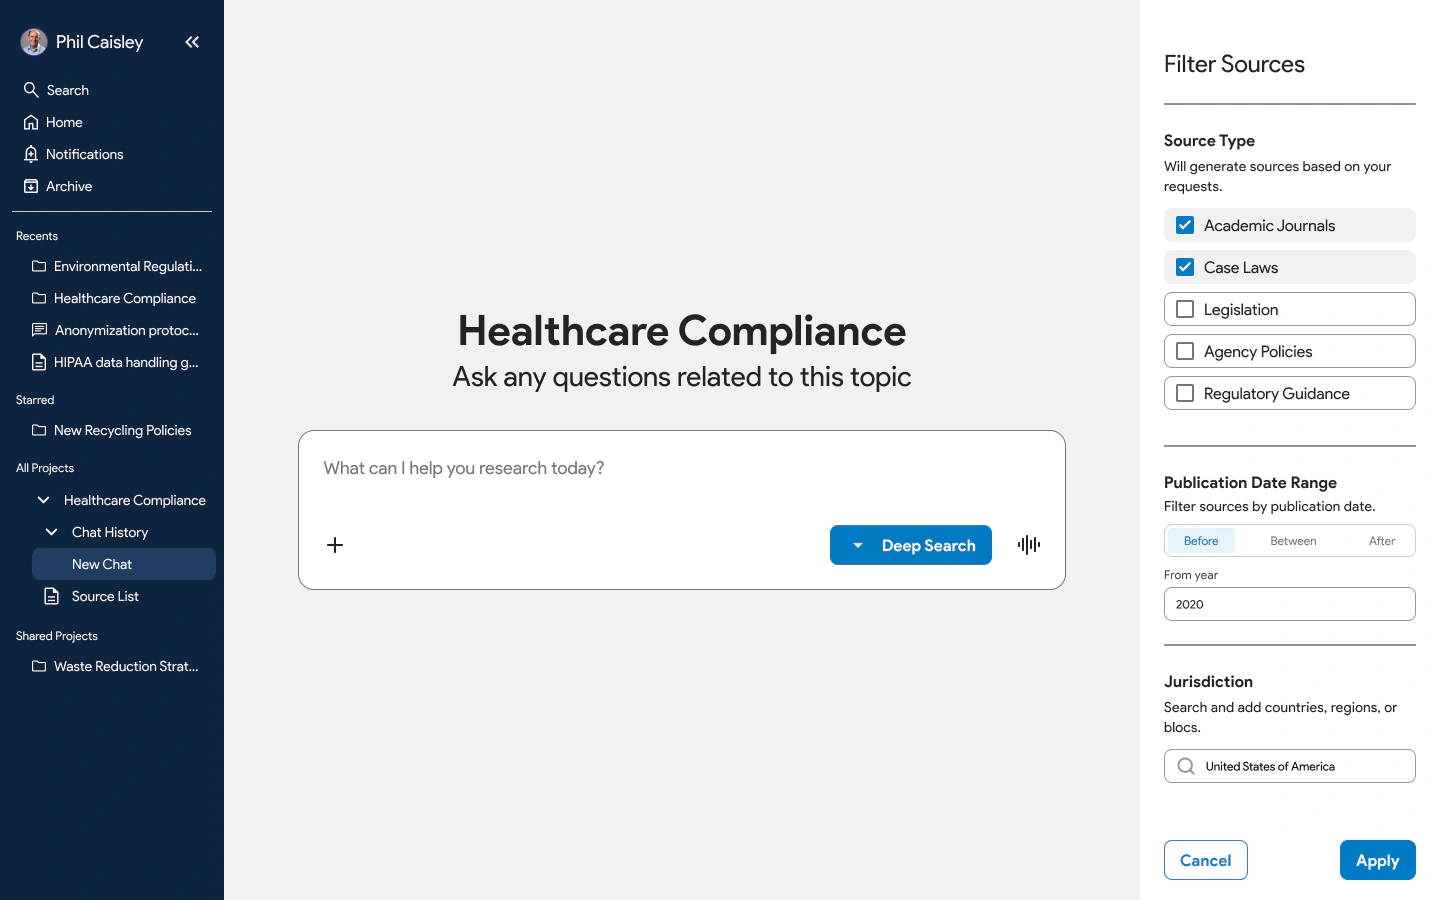 Phil Caisley
Search
Home
Notifications
Archive
Recents
Environmental Regulati...
Healthcare Compliance
Anonymization protoc...
HIPAA data handling g...
Starred
New Recycling Policies
All Projects
Healthcare Compliance
Chat History
New Chat
Source List
Shared Projects
Waste Reduction Strat...
Healthcare Compliance
Ask any questions related to this topic
What can I help you research today?
Deep Search
Filter Sources
Source Type
Will generate sources based on your
requests.
Academic Journals
Case Laws
Legislation
Agency Policies
Regulatory Guidance
Publication Date Range
Filter sources by publication date.
Before Between After
From year
2020
Jurisdiction
Search and add countries, regions, or
blocs.
United States of America
Cancel Apply